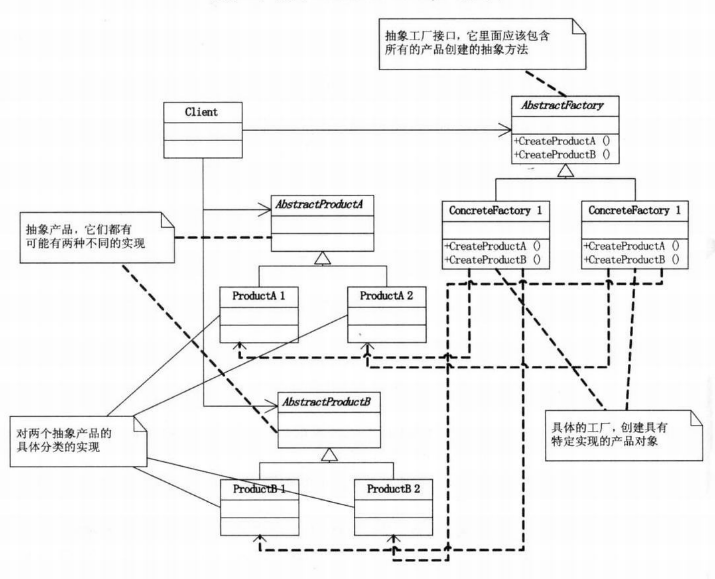 抽象工厂接口，它里面应该包含
所有的产品创建的抽象方法
AbstractFactory
+CreateProductA ()
+CreateProductB ()
Client
AbstractProductA
ConcreteFactory 1
+CreateProductA ()
+CreateProductB ()
ConcreteFactory 1
+CreateProductA ()
+CreateProductB ()
抽象产品，它们都有
可能有两种不同的实现
ProductA 1
ProductA 2
AbstractProductB
对两个抽象产品的
具体分类的实现
具体的工厂，创建具有
特定实现的产品对象
ProductB 1
ProductB 2